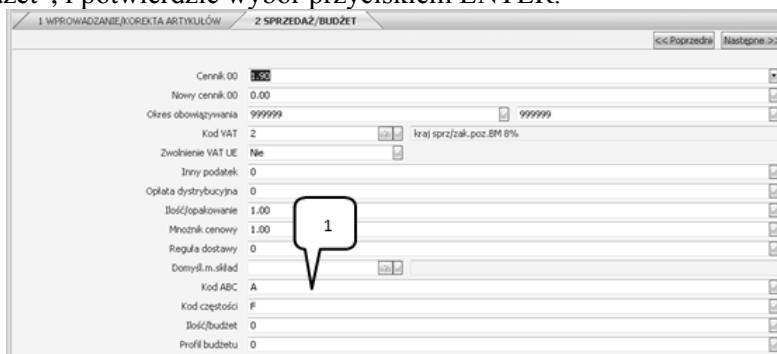 1 WPROWADZANIE/KOREKTA ARTYKUŁÓW 2 SPRZEDAŻ/BUDŻET
<<Poprzednie Następne >>
Cennik 00 1.90
Nowy cennik 00 0.00
Okres obowiązywania 999999 999999
Kod VAT 2 kraj sprz/zak.poz.BM 8%
Zwolnienie VAT UE Nie
Inny podatek 0
Opłata dystrybucyjna 0
Ilość/opakowanie 1.00
Mnożnik cenowy 1.00
1
Reguła dostawy 0
Domyśl.m.skład
Kod ABC A
Kod częstości F
Ilość/budżet 0
Profil budżetu 0